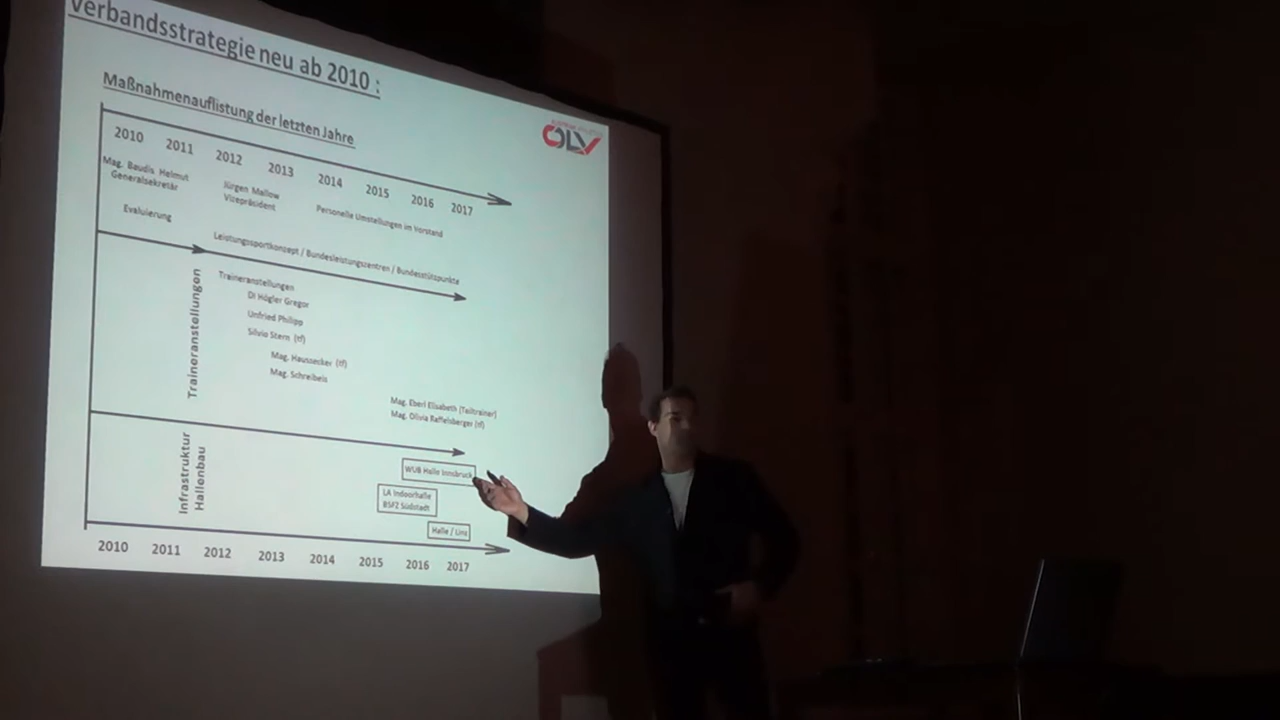 Verbandsstrategie neu ab 2010 :
Maßnahmenauflistung der letzten Jahre
ÖLV
2010 2011 2012 2013 2014 2015 2016 2017
Mag. Baudis Helmut
Generalsekretär
Jürgen Mallow
Vizepräsident
Personelle Umstellungen im Vorstand
Evaluierung
Leistungssportkonzept / Bundesleistungszentren / Bundesstützpunkte
Traineranstellungen
Traineranstellungen
DI Högler Gregor
Unfried Philipp
Silvio Stern (tf)
Mag. Haussecker (tf)
Mag. Schreibeis
Mag. Eberl Elisabeth (Teiltrainer)
Mag. Olivia Raffelsberger (tf)
Infrastruktur
Hallenbau
WUB Halle Innsbruck
LA Indoorhalle
BSFZ Südstadt
Halle / Linz
2010 2011 2012 2013 2014 2015 2016 2017